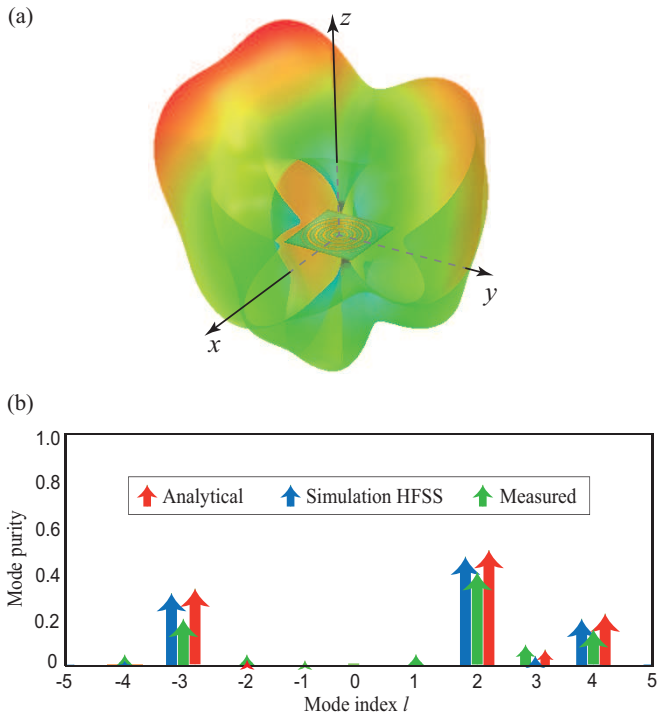 (a)
z
y
x
(b)
1.0
0.8
0.6
0.4
0.2
0
Mode purity
Analytical Simulation HFSS Measured
-5 -4 -3 -2 -1 0 1 2 3 4 5
Mode index l